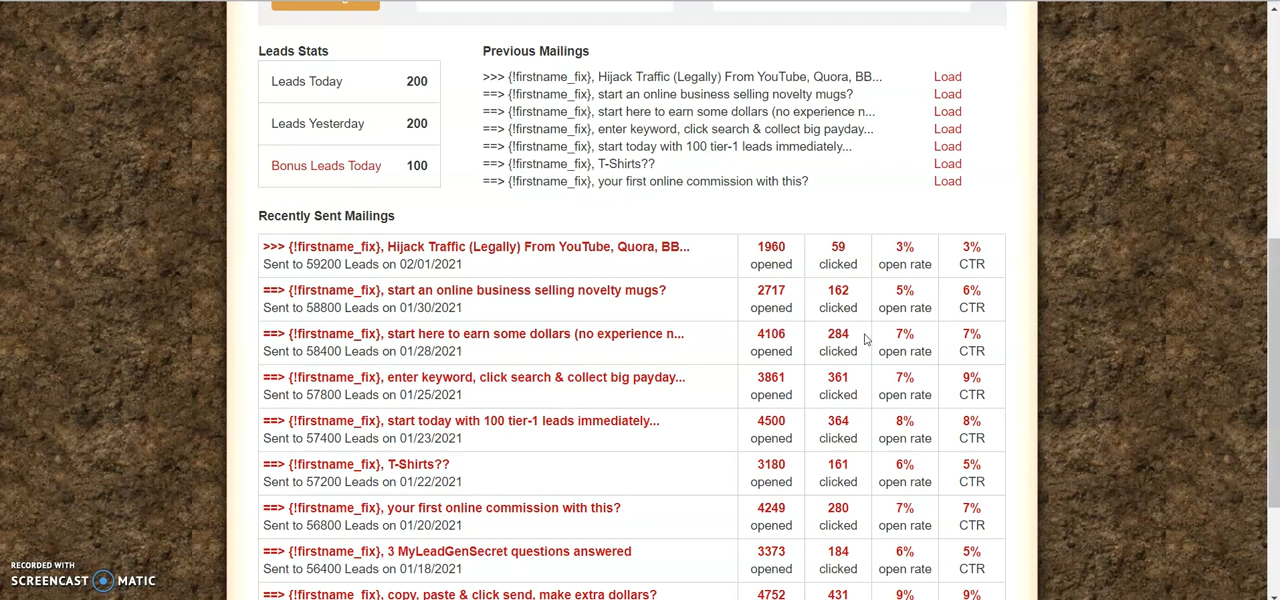 Leads Stats
Leads Today 200
Leads Yesterday 200
Bonus Leads Today 100
Previous Mailings
>>> {!firstname_fix}, Hijack Traffic (Legally) From YouTube, Quora, BB... Load
==> {!firstname_fix}, start an online business selling novelty mugs? Load
==> {!firstname_fix}, start here to earn some dollars (no experience n... Load
==> {!firstname_fix}, enter keyword, click search & collect big payday... Load
==> {!firstname_fix}, start today with 100 tier-1 leads immediately... Load
==> {!firstname_fix}, T-Shirts?? Load
==> {!firstname_fix}, your first online commission with this? Load
Recently Sent Mailings
>>> {!firstname_fix}, Hijack Traffic (Legally) From YouTube, Quora, BB... 1960 59 3% 3%
Sent to 59200 Leads on 02/01/2021 opened clicked open rate CTR
==> {!firstname_fix}, start an online business selling novelty mugs? 2717 162 5% 6%
Sent to 58800 Leads on 01/30/2021 opened clicked open rate CTR
==> {!firstname_fix}, start here to earn some dollars (no experience n... 4106 284 7% 7%
Sent to 58400 Leads on 01/28/2021 opened clicked open rate CTR
==> {!firstname_fix}, enter keyword, click search & collect big payday... 3861 361 7% 9%
Sent to 57800 Leads on 01/25/2021 opened clicked open rate CTR
==> {!firstname_fix}, start today with 100 tier-1 leads immediately... 4500 364 8% 8%
Sent to 57400 Leads on 01/23/2021 opened clicked open rate CTR
==> {!firstname_fix}, T-Shirts?? 3180 161 6% 5%
Sent to 57200 Leads on 01/22/2021 opened clicked open rate CTR
==> {!firstname_fix}, your first online commission with this? 4249 280 7% 7%
Sent to 56800 Leads on 01/20/2021 opened clicked open rate CTR
==> {!firstname_fix}, 3 MyLeadGenSecret questions answered 3373 184 6% 5%
Sent to 56400 Leads on 01/18/2021 opened clicked open rate CTR
==> {!firstname_fix}, copy, paste & click send, make extra dollars? 4752 431 9% 9%
RECORDED WITH
SCREENCAST MATIC